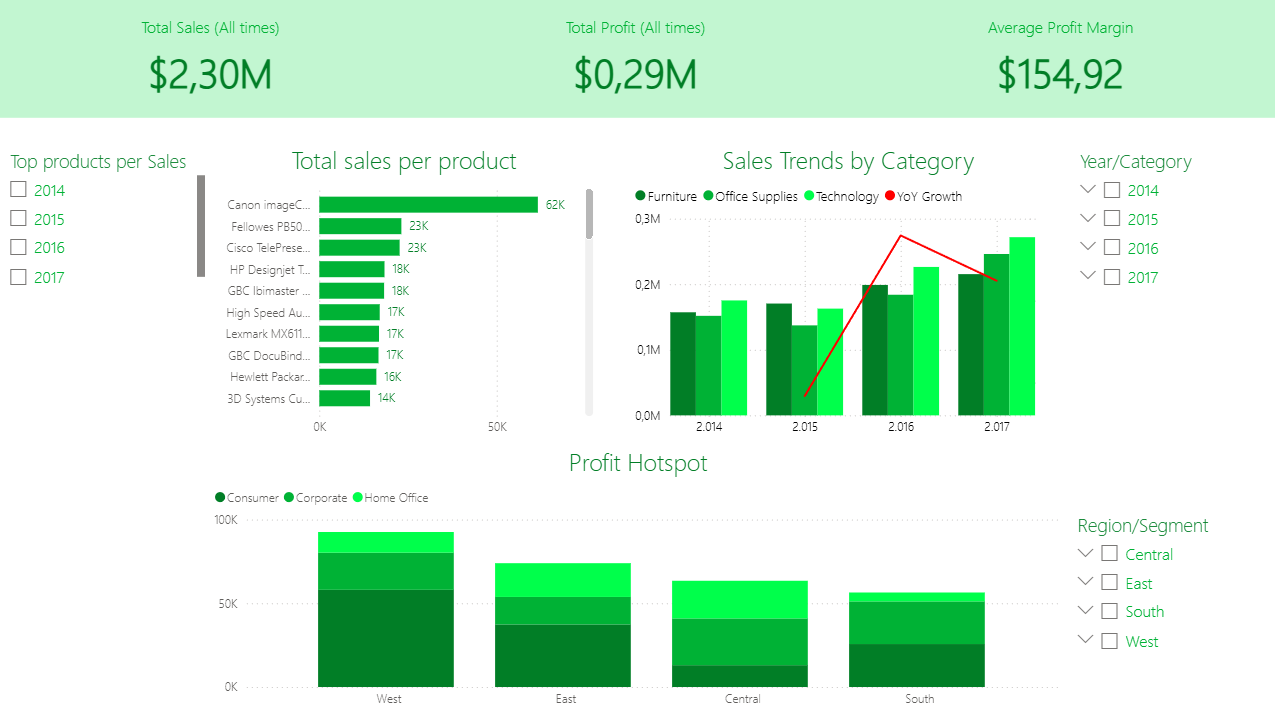 Total Sales (All times)
$2,30M
Total Profit (All times)
$0,29M
Average Profit Margin
$154,92
Top products per Sales
2014
2015
2016
2017
Total sales per product
Canon imageC... 62K
Fellowes PB50... 23K
Cisco TelePrese... 23K
HP Designjet T... 18K
GBC Ibimaster ... 18K
High Speed Au... 17K
Lexmark MX611... 17K
GBC DocuBind... 17K
Hewlett Packar... 16K
3D Systems Cu... 14K
0K 50K
Sales Trends by Category
Furniture Office Supplies Technology YoY Growth
0,3M
0,2M
0,1M
0,0M
2.014 2.015 2.016 2.017
Year/Category
2014
2015
2016
2017
Profit Hotspot
Consumer Corporate Home Office
100K
50K
0K
West East Central South
Region/Segment
Central
East
South
West